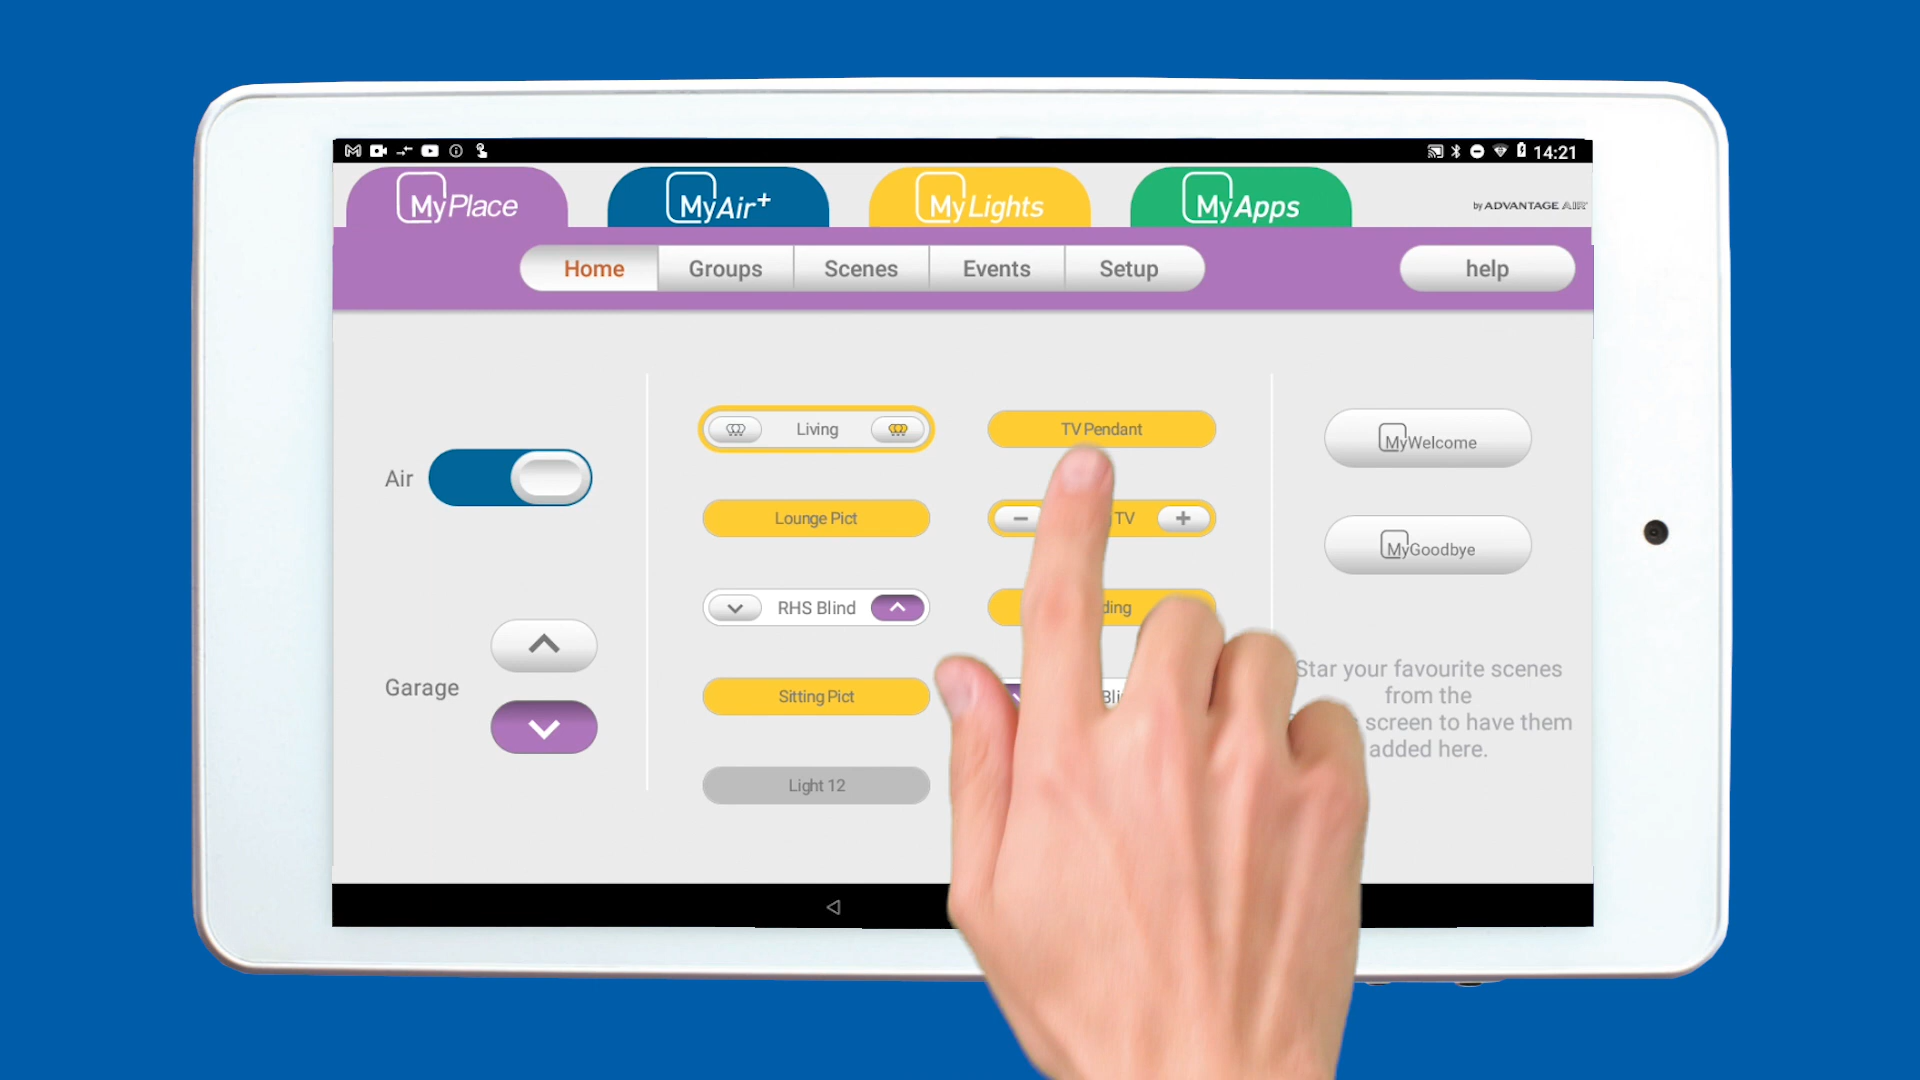 14:21
MyPlace
MyAir+
MyLights
MyApps
by ADVANTAGE AIR
Home
Groups
Scenes
Events
Setup
help
Air
Garage
Living
TV Pendant
Lounge Pict
TV
RHS Blind
Sitting Pict
Light 12
MyWelcome
MyGoodbye
Star your favourite scenes
from the
screen to have them
added here.